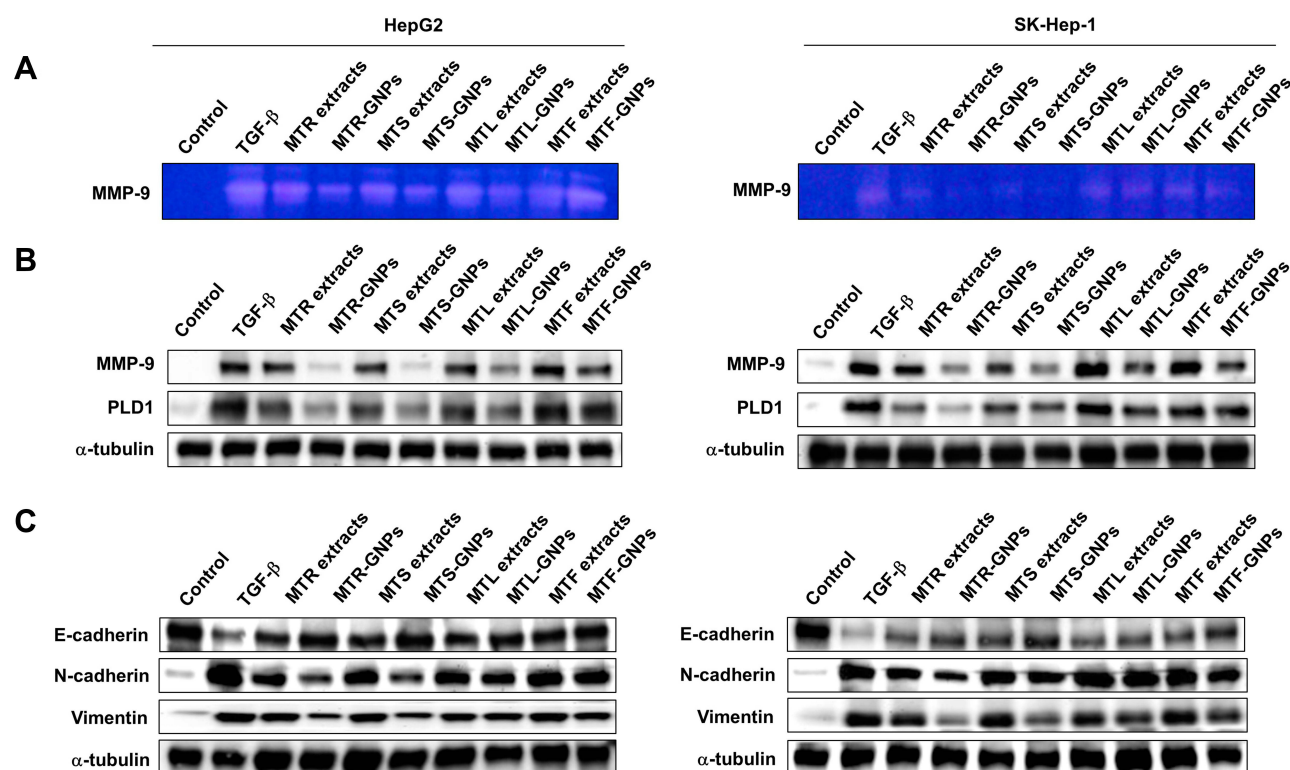 HepG2
SK-Hep-1
A
Control TGF-β MTR extracts MTR-GNPs MTS extracts MTS-GNPs MTL extracts MTL-GNPs MTF extracts MTF-GNPs
Control TGF-β MTR extracts MTR-GNPs MTS extracts MTS-GNPs MTL extracts MTL-GNPs MTF extracts MTF-GNPs
MMP-9
MMP-9
B
Control TGF-β MTR extracts MTR-GNPs MTS extracts MTS-GNPs MTL extracts MTL-GNPs MTF extracts MTF-GNPs
Control TGF-β MTR extracts MTR-GNPs MTS extracts MTS-GNPs MTL extracts MTL-GNPs MTF extracts MTF-GNPs
MMP-9
PLD1
α-tubulin
MMP-9
PLD1
α-tubulin
C
Control TGF-β MTR extracts MTR-GNPs MTS extracts MTS-GNPs MTL extracts MTL-GNPs MTF extracts MTF-GNPs
Control TGF-β MTR extracts MTR-GNPs MTS extracts MTS-GNPs MTL extracts MTL-GNPs MTF extracts MTF-GNPs
E-cadherin
N-cadherin
Vimentin
α-tubulin
E-cadherin
N-cadherin
Vimentin
α-tubulin